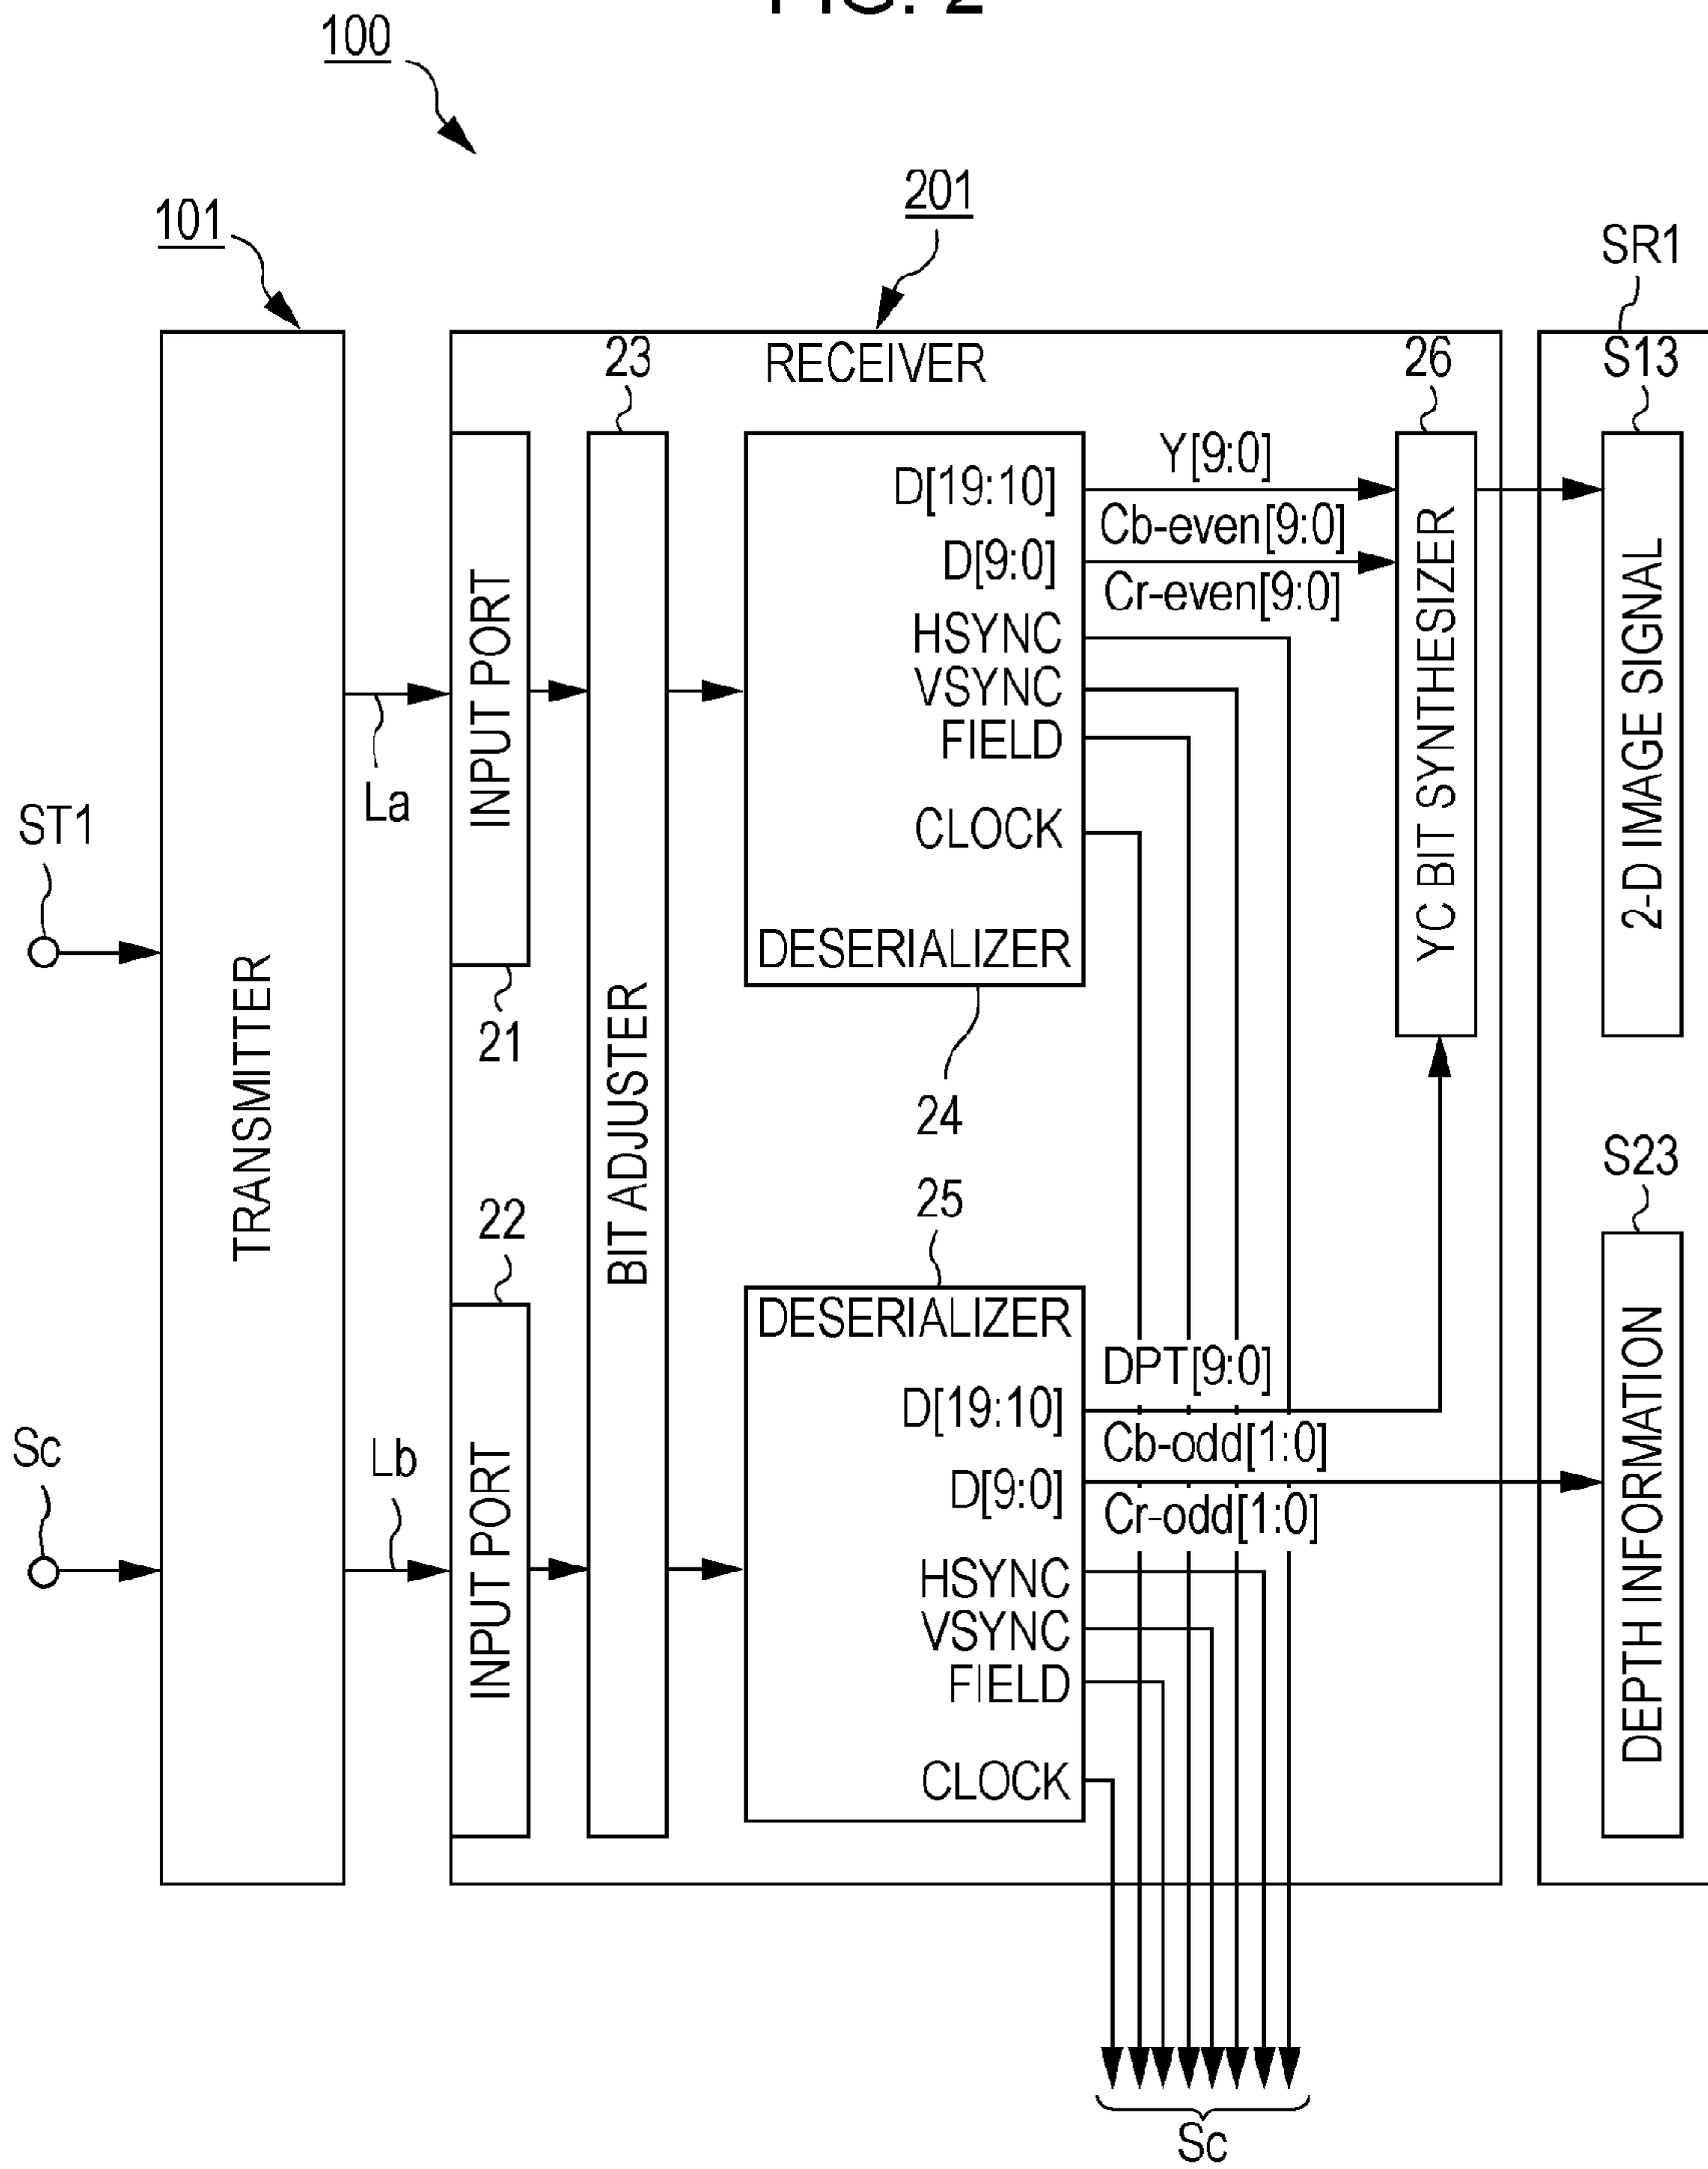 FIG. 2
100
101
201
SR1
RECEIVER
23
26
S13
Y[9:0]
D[19:10]
Cb-even[9:0]
D[9:0]
Cr-even[9:0]
HSYNC
VSYNC
FIELD
CLOCK
DESERIALIZER
INPUT PORT
YC BIT SYNTHESIZER
2-D IMAGE SIGNAL
La
ST1
21
24
TRANSMITTER
BIT ADJUSTER
22
25
S23
DESERIALIZER
DPT[9:0]
D[19:10]
Cb-odd[1:0]
D[9:0]
Cr-odd[1:0]
HSYNC
VSYNC
FIELD
CLOCK
Sc
Lb
INPUT PORT
DEPTH INFORMATION
Sc